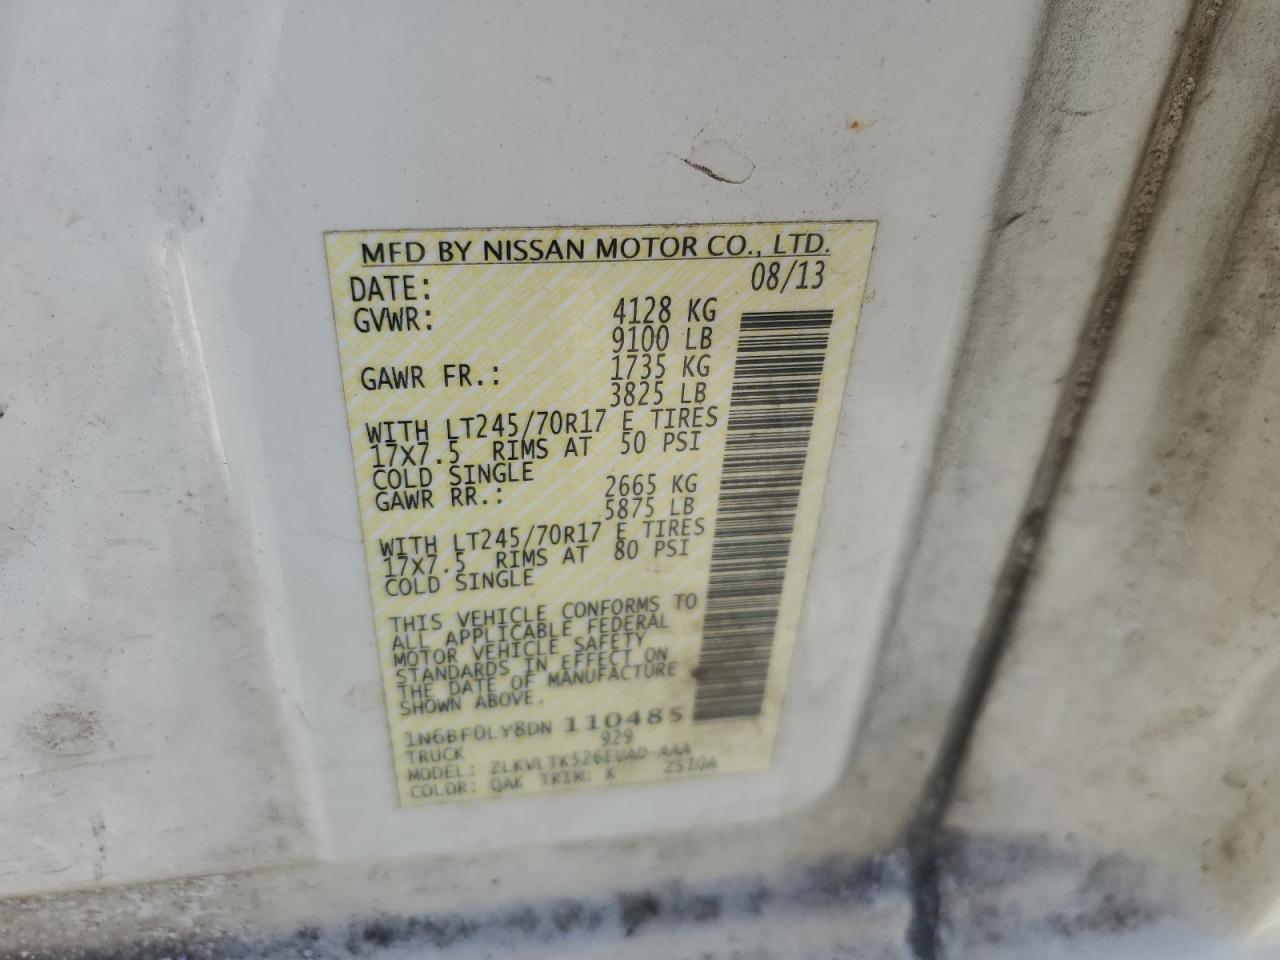 MFD BY NISSAN MOTOR CO., LTD.
DATE: 08/13
GVWR: 4128 KG
9100 LB
GAWR FR.: 1735 KG
3825 LB
WITH LT245/70R17 E TIRES
17X7.5 RIMS AT 50 PSI
COLD SINGLE
GAWR RR.: 2665 KG
5875 LB
WITH LT245/70R17 E TIRES
17X7.5 RIMS AT 80 PSI
COLD SINGLE
THIS VEHICLE CONFORMS TO
ALL APPLICABLE FEDERAL
MOTOR VEHICLE SAFETY
STANDARDS IN EFFECT ON
THE DATE OF MANUFACTURE
SHOWN ABOVE.
1N6BF0LY8DN 110485
TRUCK 929
MODEL:
COLOR: QAK TRIM: K